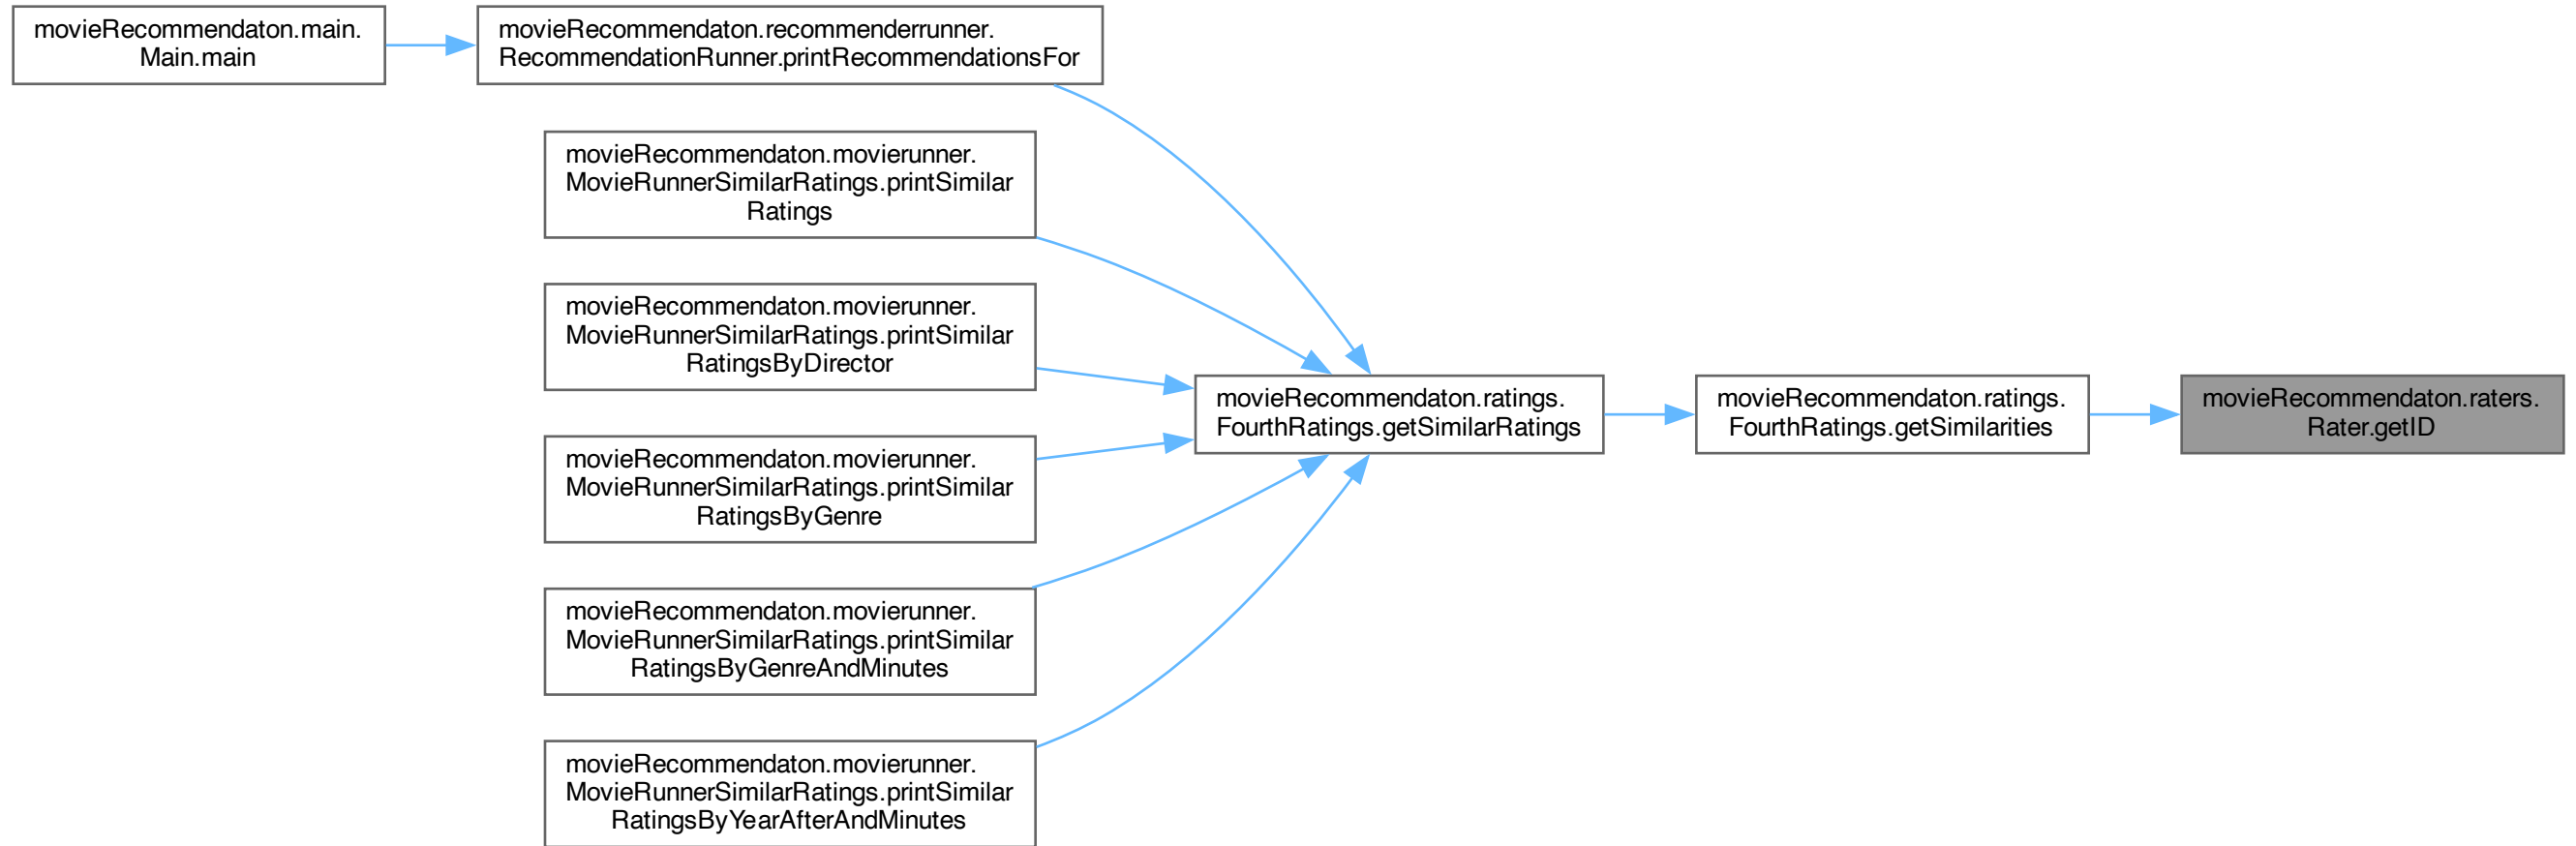 movieRecommendaton.main.
Main.main
movieRecommendaton.recommenderrunner.
RecommendationRunner.printRecommendationsFor
movieRecommendaton.movierunner.
MovieRunnerSimilarRatings.printSimilar
Ratings
movieRecommendaton.movierunner.
MovieRunnerSimilarRatings.printSimilar
RatingsByDirector
movieRecommendaton.movierunner.
MovieRunnerSimilarRatings.printSimilar
RatingsByGenre
movieRecommendaton.movierunner.
MovieRunnerSimilarRatings.printSimilar
RatingsByGenreAndMinutes
movieRecommendaton.movierunner.
MovieRunnerSimilarRatings.printSimilar
RatingsByYearAfterAndMinutes
movieRecommendaton.ratings.
FourthRatings.getSimilarRatings
movieRecommendaton.ratings.
FourthRatings.getSimilarities
movieRecommendaton.raters.
Rater.getID